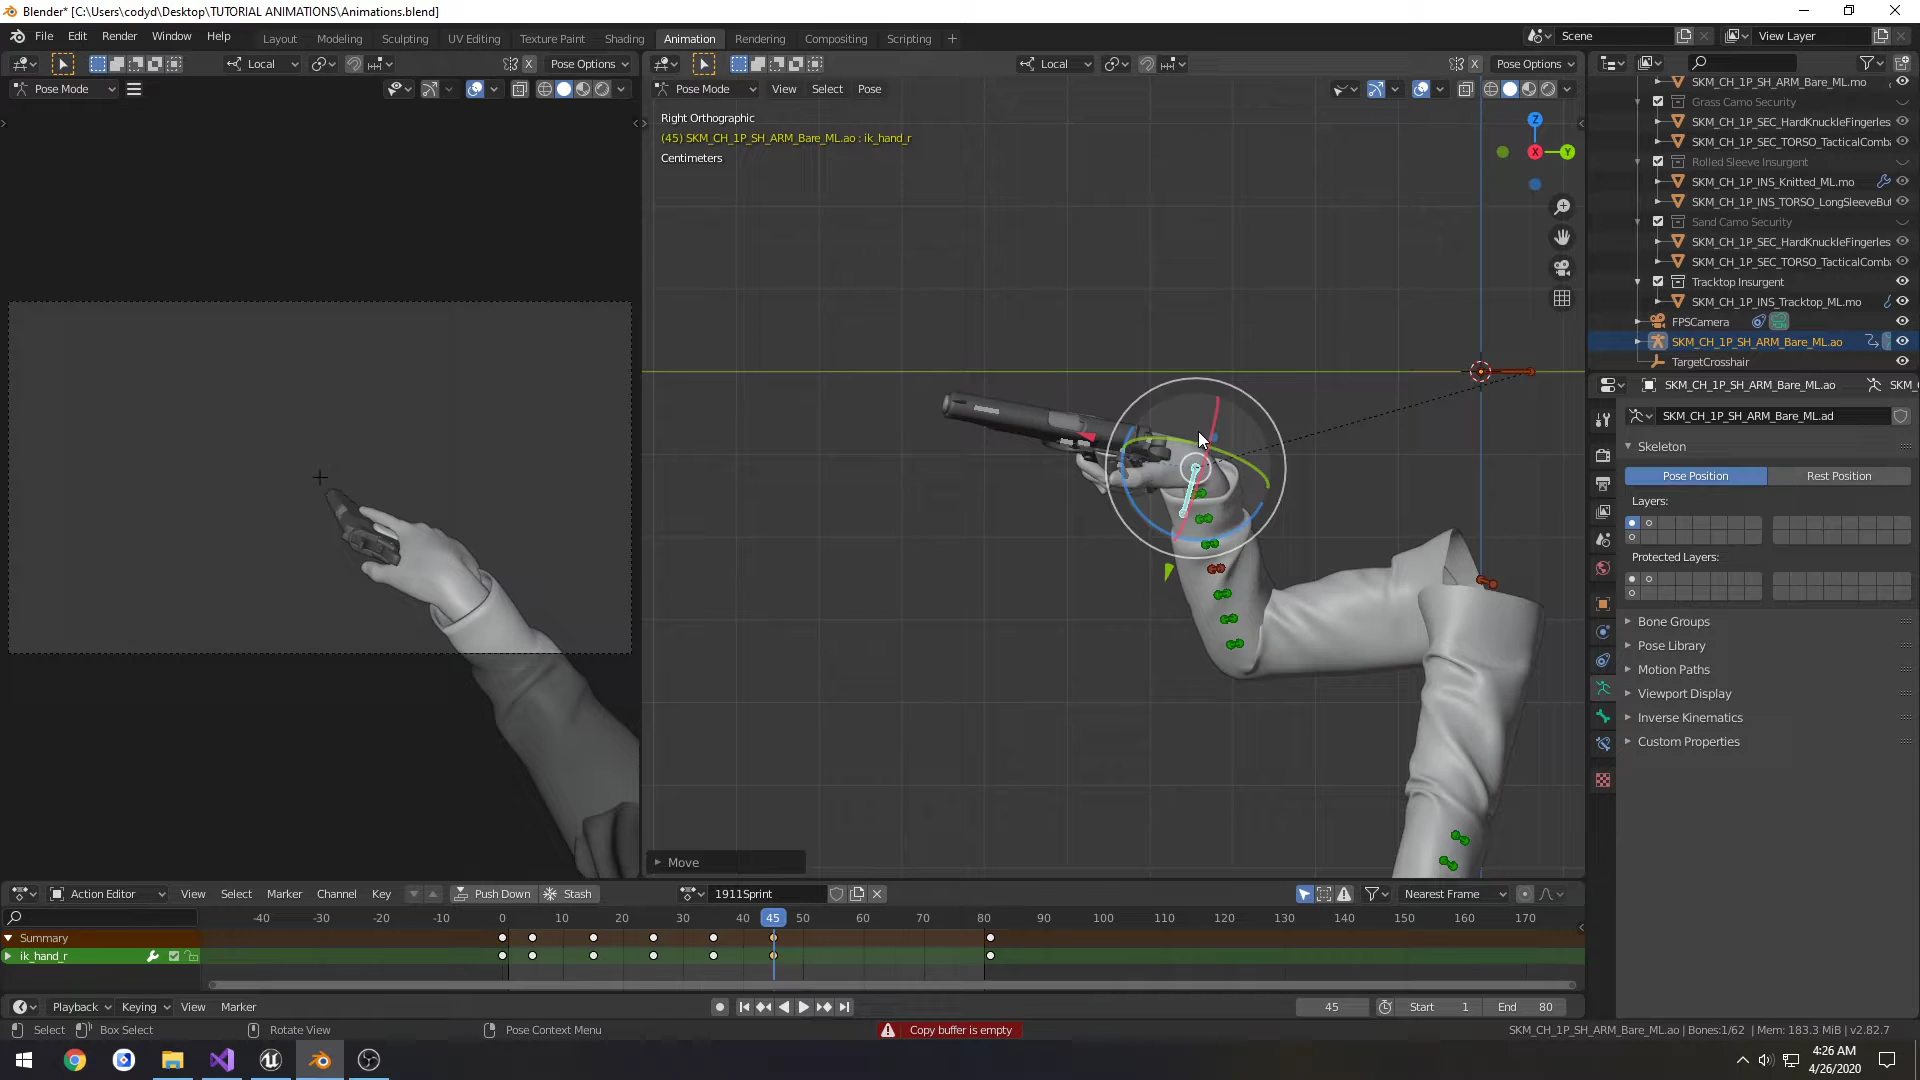 Blender* [C:\Users\codyd\Desktop\TUTORIAL ANIMATIONS\Animations.blend]
File Edit Render Window Help Layout Modeling Sculpting UV Editing Texture Paint Shading Animation Rendering Compositing Scripting + Scene View Layer
Local Pose Options Local Pose Options
Pose Mode Pose Mode View Select Pose
Right Orthographic
(45) SKM_CH_1P_SH_ARM_Bare_ML.ao : ik_hand_r
Centimeters
Z
X
Y
SKM_CH_1P_SH_ARM_Bare_ML.mo
Grass Camo Security
SKM_CH_1P_SEC_HardKnuckleFingerles
SKM_CH_1P_SEC_TORSO_TacticalComba
Rolled Sleeve Insurgent
SKM_CH_1P_INS_Knitted_ML.mo
SKM_CH_1P_INS_TORSO_LongSleeveBut
Sand Camo Security
SKM_CH_1P_SEC_HardKnuckleFingerles
SKM_CH_1P_SEC_TORSO_TacticalComba
Tracktop Insurgent
SKM_CH_1P_INS_Tracktop_ML.mo
FPSCamera
SKM_CH_1P_SH_ARM_Bare_ML.ao
TargetCrosshair
SKM_CH_1P_SH_ARM_Bare_ML.ao SKM_
SKM_CH_1P_SH_ARM_Bare_ML.ad
Skeleton
Pose Position Rest Position
Layers:
Protected Layers:
Bone Groups
Pose Library
Motion Paths
Viewport Display
Inverse Kinematics
Custom Properties
Move
Action Editor View Select Marker Channel Key Push Down Stash 1911Sprint Nearest Frame
-40 -30 -20 -10 0 10 20 30 40 45 50 60 70 80 90 100 110 120 130 140 150 160 170
Summary
ik_hand_r
Playback Keying View Marker 45 Start 1 End 80
Select Box Select Rotate View Pose Context Menu Copy buffer is empty SKM_CH_1P_SH_ARM_Bare_ML.ao | Bones:1/62 | Mem: 183.3 MiB | v2.82.7
4:26 AM
4/26/2020